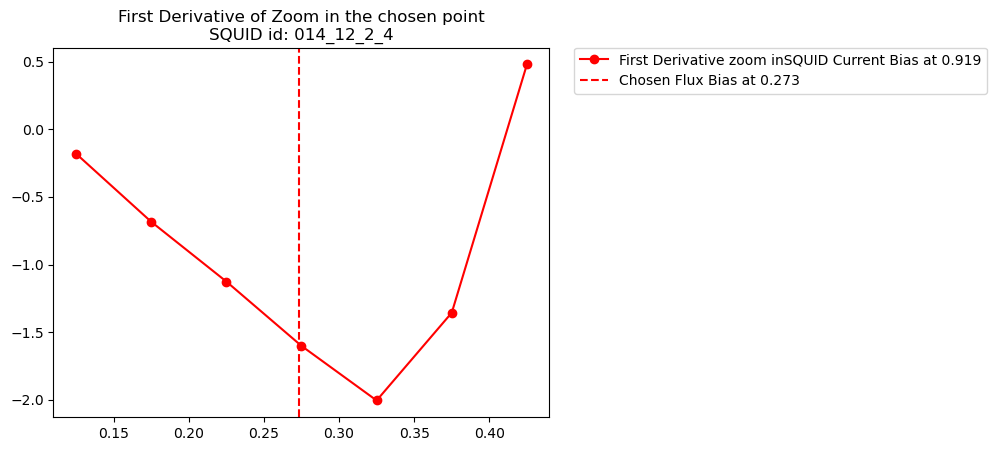 First Derivative of Zoom in the chosen point
SQUID id: 014_12_2_4
First Derivative zoom inSQUID Current Bias at 0.919
Chosen Flux Bias at 0.273
0.5
0.0
−0.5
−1.0
−1.5
−2.0
0.15 0.20 0.25 0.30 0.35 0.40